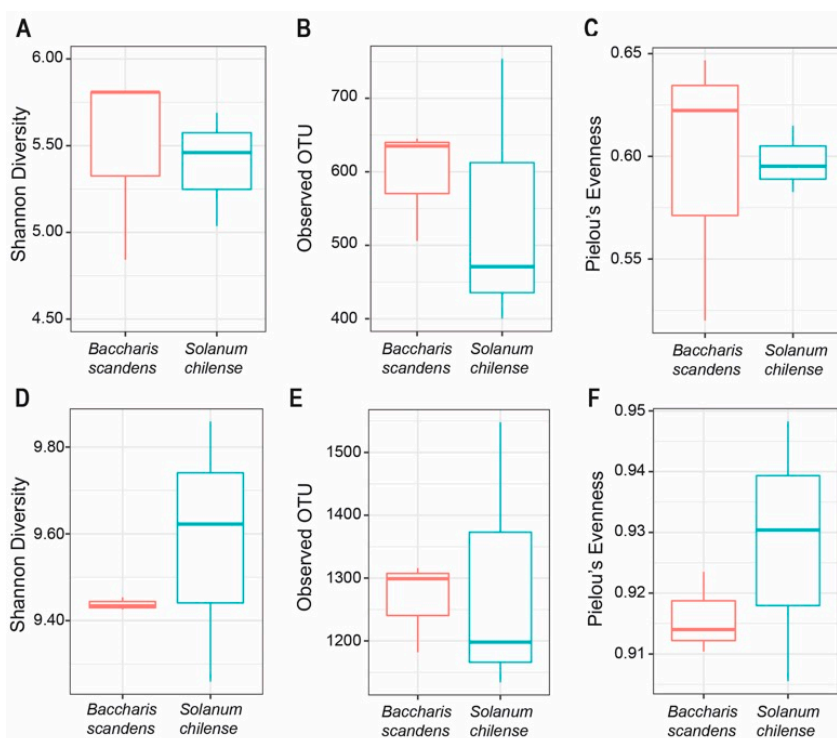 A
Shannon Diversity
6.00
5.50
5.00
4.50
Baccharis
scandens
Solanum
chilense
B
Observed OTU
700
600
500
400
Baccharis
scandens
Solanum
chilense
C
Pielou's Evenness
0.65
0.60
0.55
Baccharis
scandens
Solanum
chilense
D
Shannon Diversity
9.80
9.60
9.40
Baccharis
scandens
Solanum
chilense
E
Observed OTU
1500
1400
1300
1200
Baccharis
scandens
Solanum
chilense
F
Pielou's Evenness
0.95
0.94
0.93
0.92
0.91
Baccharis
scandens
Solanum
chilense